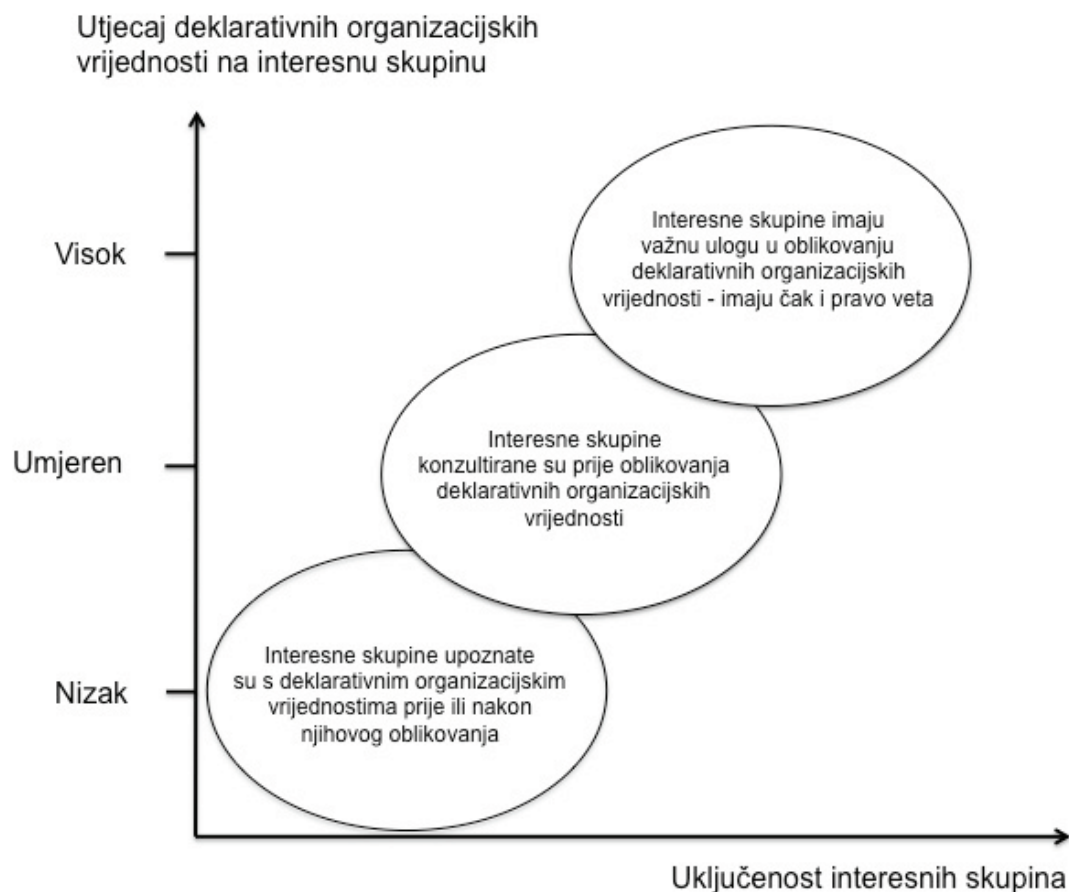 Utjecaj deklarativnih organizacijskih
vrijednosti na interesnu skupinu
Visok
Interesne skupine imaju
važnu ulogu u oblikovanju
deklarativnih organizacijskih
vrijednosti - imaju čak i pravo veta
Umjeren
Interesne skupine
konzultirane su prije oblikovanja
deklarativnih organizacijskih
vrijednosti
Nizak
Interesne skupine upoznate
su s deklarativnim organizacijskim
vrijednostima prije ili nakon
njihovog oblikovanja
Uključenost interesnih skupina